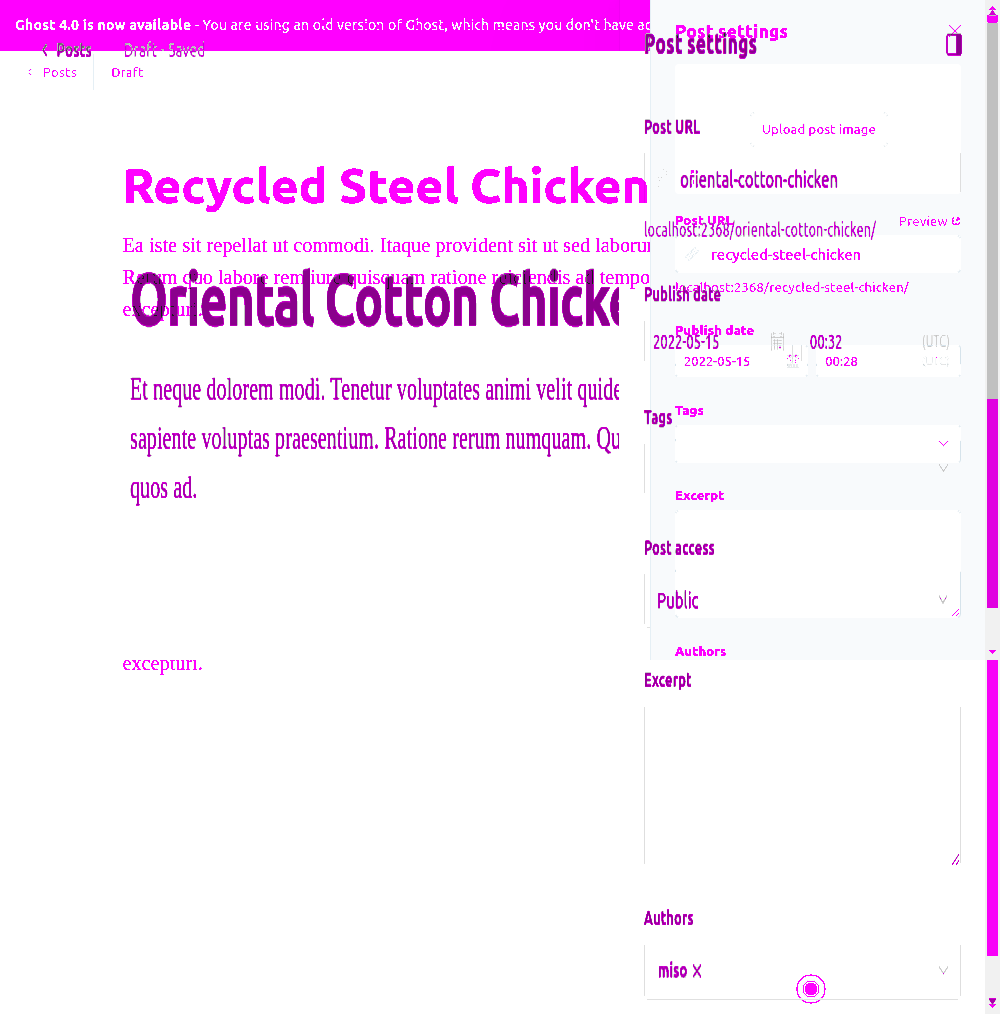 Ghost 4.0 is now available - You are using an old version of Ghost, which means you don't have ac
Post settings
Post settings
Posts
Draft - Saved
Posts
Draft
Post URL
Upload post image
Recycled Steel Chicken
oriental-cotton-chicken
Post URL
Preview
localhost:2368/oriental-cotton-chicken/
Ea iste sit repellat ut commodi. Itaque provident sit ut sed laborum
recycled-steel-chicken
Rerum quo labore rem iure quisquam ratione reiciendis ad tempo
localhost:2368/recycled-steel-chicken/
Publish date
excepturi.
Oriental Cotton Chicke
Publish date
2022-05-15
00:32
(UTC)
2022-05-15
00:28
(UTC)
Et neque dolorem modi. Tenetur voluptates animi velit quide
Tags
Tags
sapiente voluptas praesentium. Ratione rerum numquam. Qu
quos ad.
Excerpt
Post access
Public
Authors
excepturi.
Excerpt
Authors
miso X